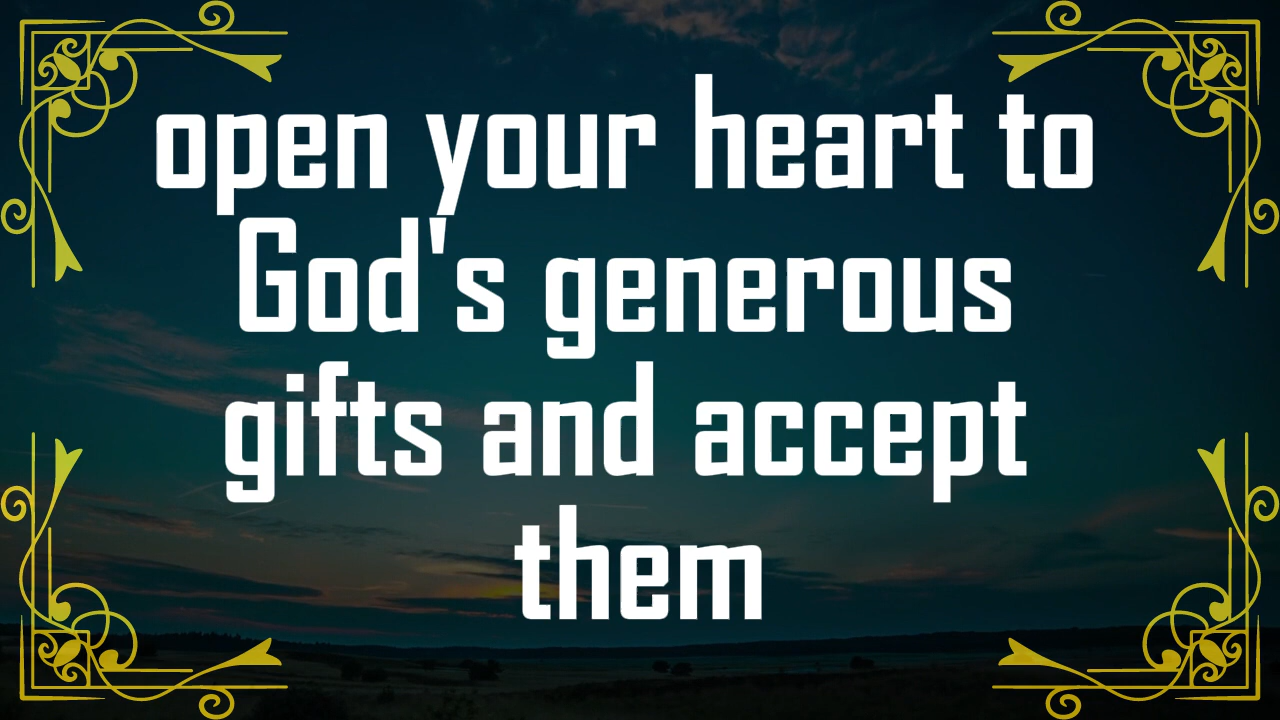 open your heart to
God's generous
gifts and accept
them